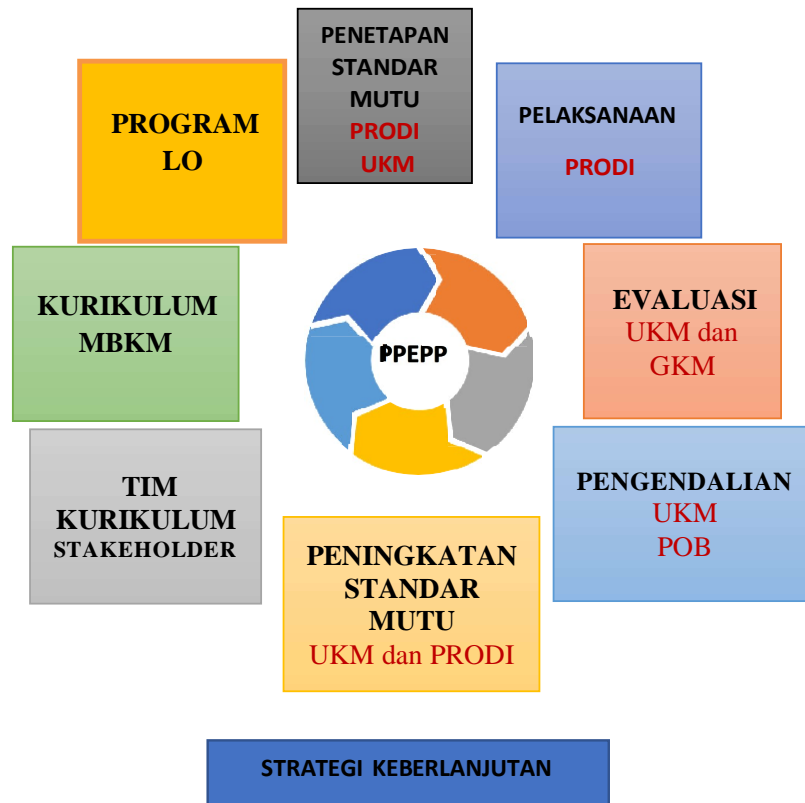 PENETAPAN
STANDAR
MUTU
PRODI
UKM
PROGRAM
LO
PELAKSANAAN
PRODI
KURIKULUM
MBKM
PPEPP
EVALUASI
UKM dan
GKM
TIM
KURIKULUM
STAKEHOLDER
PENGENDALIAN
UKM
POB
PENINGKATAN
STANDAR
MUTU
UKM dan PRODI
STRATEGI KEBERLANJUTAN